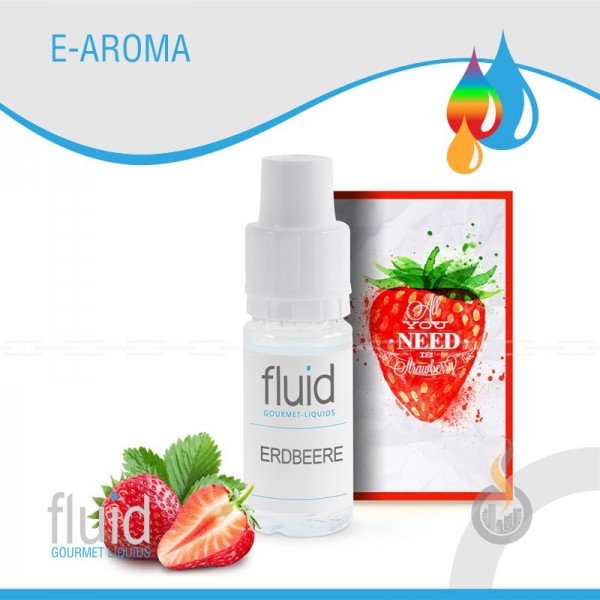 E-AROMA
All
YOU
NEED
IS
Strawberry
fluid
GOURMET-LIQUIDS
ERDBEERE
fluid
GOURMET LIQUIDS